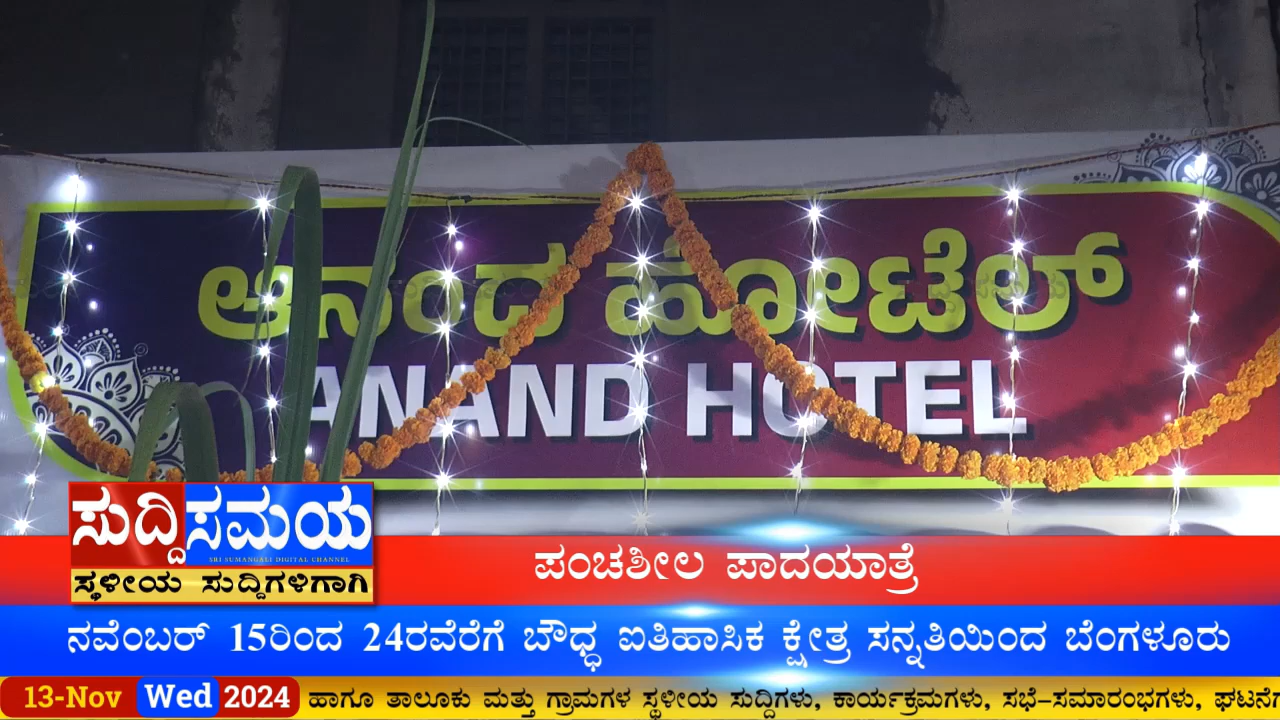 ಆನಂದ ಹೋಟೆಲ್
ANAND HOTEL
ಸುದ್ದಿಸಮಯ
SRI SUMANGALI DIGITAL CHANNEL
ಸ್ಥಳೀಯ ಸುದ್ದಿಗಳಿಗಾಗಿ
ಪಂಚಶೀಲ ಪಾದಯಾತ್ರೆ
ನವೆಂಬರ್ 15ರಿಂದ 24ರವೆರೆಗೆ ಬೌಧ್ಧ ಐತಿಹಾಸಿಕ ಕ್ಷೇತ್ರ ಸನ್ನತಿಯಿಂದ ಬೆಂಗಳೂರು
13-Nov Wed 2024 ಹಾಗೂ ತಾಲೂಕು ಮತ್ತು ಗ್ರಾಮಗಳ ಸ್ಥಳೀಯ ಸುದ್ದಿಗಳು, ಕಾರ್ಯಕ್ರಮಗಳು, ಸಭೆ-ಸಮಾರಂಭಗಳು,